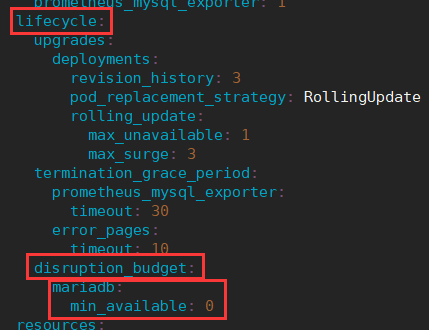 prometheus_mysql_exporter: 1
lifecycle:
upgrades:
deployments:
revision_history: 3
pod_replacement_strategy: RollingUpdate
rolling_update:
max_unavailable: 1
max_surge: 3
termination_grace_period:
prometheus_mysql_exporter:
timeout: 30
error_pages:
timeout: 10
disruption_budget:
mariadb:
min_available: 0
resources: